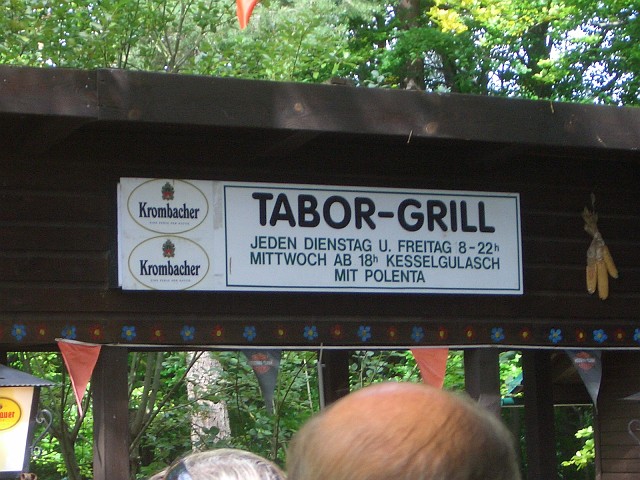 Krombacher
Krombacher
TABOR-GRILL
JEDEN DIENSTAG U. FREITAG 8-22h
MITTWOCH AB 18h KESSELGULASCH
MIT POLENTA